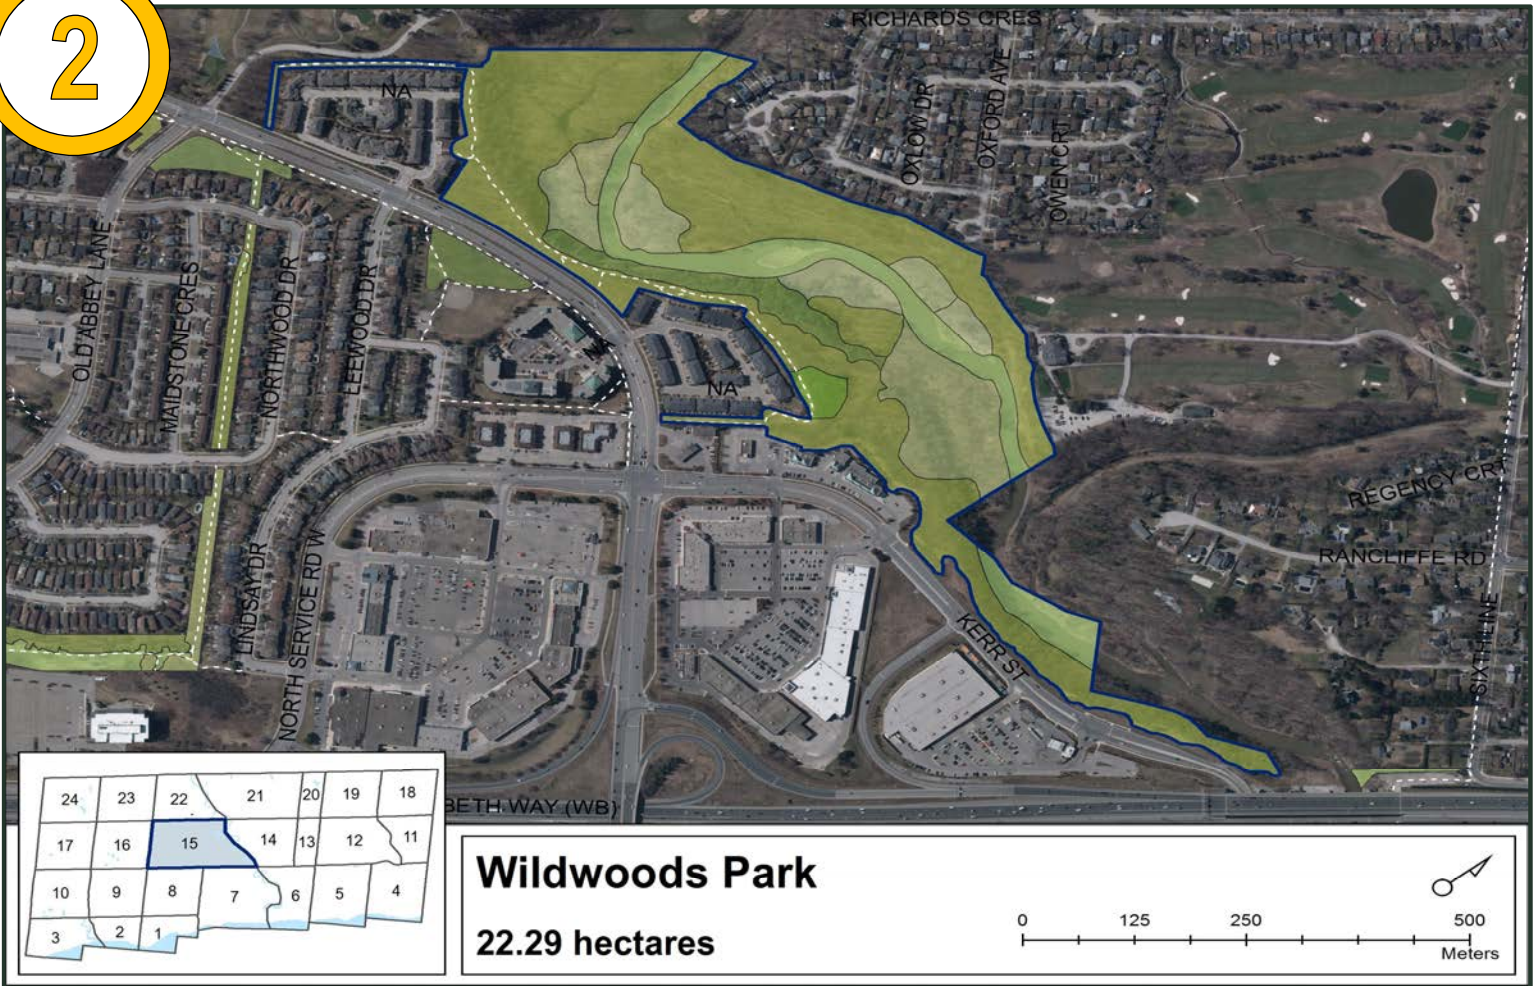 2
RICHARDS CRES
NA
OXLOW DR
OXFORD AVE
OWEN CRT
OLD ABBEY LANE
MAIDSTONE CRES
NORTHWOOD DR
LEEWOOD DR
NA
NA
REGENCY CRT
RANCLIFFE RD
LINDSAY DR
NORTH SERVICE RD W
KERR ST
SIXTH LINE
BETH WAY (WB)
24 23 22 21 20 19 18
17 16 15 14 13 12 11
10 9 8 7 6 5 4
3 2 1
Wildwoods Park
22.29 hectares
0 125 250 500
Meters